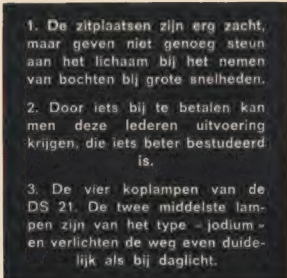 1. De zitplaatsen zijn erg zacht,
maar geven niet genoeg steun
aan het lichaam bij het nemen
van bochten bij grote snelheden.
2. Door iets bij te betalen kan
men deze lederen uitvoering
krijgen, die iets beter bestudeerd
is.
3. De vier koplampen van de
DS 21. De twee middelste lam-
pen zijn van het type - jodium -
en verlichten de weg even duide-
lijk als bij daglicht.